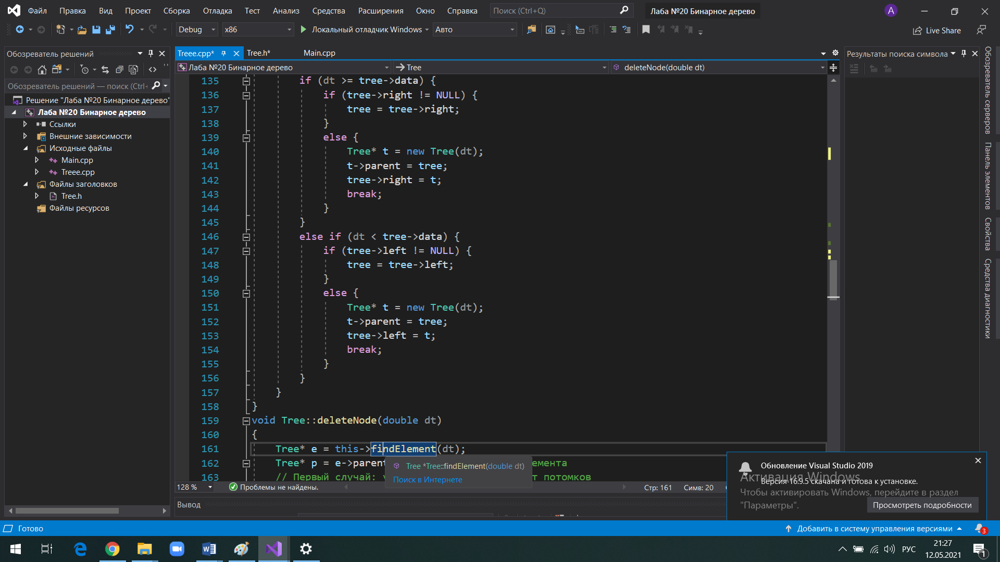 Файл Правка Вид Проект Сборка Отладка Тест Анализ Средства Расширения Окно Справка Поиск (Ctrl+Q) Лаба №20 Бинарное дерево A
Debug x86 Локальный отладчик Windows Авто Live Share
Обозреватель решений
Обозреватель решений — поиск (Ctrl+
Решение "Лаба №20 Бинарное дерево"
Лаба №20 Бинарное дерево
Ссылки
Внешние зависимости
Исходные файлы
Main.cpp
Treee.cpp
Файлы заголовков
Tree.h
Файлы ресурсов
Treee.cpp* Tree.h* Main.cpp
Лаба №20 Бинарное дерево Tree deleteNode(double dt)
135 if (dt >= tree->data) {
136 if (tree->right != NULL) {
137 tree = tree->right;
138 }
139 else {
140 Tree* t = new Tree(dt);
141 t->parent = tree;
142 tree->right = t;
143 break;
144 }
145 }
146 else if (dt < tree->data) {
147 if (tree->left != NULL) {
148 tree = tree->left;
149 }
150 else {
151 Tree* t = new Tree(dt);
152 t->parent = tree;
153 tree->left = t;
154 break;
155 }
156 }
157 }
158 }
159 void Tree::deleteNode(double dt)
160 {
161 Tree* e = this->findElement(dt);
162 Tree* p = e->parent емента
163 // Первый случай: у т потомков
Tree *Tree::findElement(double dt)
Поиск в Интернете
128 % Проблемы не найдены. Стр: 161 Симв: 20
Вывод
Результаты поиска символа
Обозреватель серверов
Панель элементов
Свойства
Средства диагностики
Обновление Visual Studio 2019
Активация Windows
Версия 16.9.5 скачана и готова к установке.
Чтобы активировать Windows, перейдите в раздел
"Параметры".
Просмотреть подробности
Готово Добавить в систему управления версиями 3
РУС 21:27
12.05.2021 1